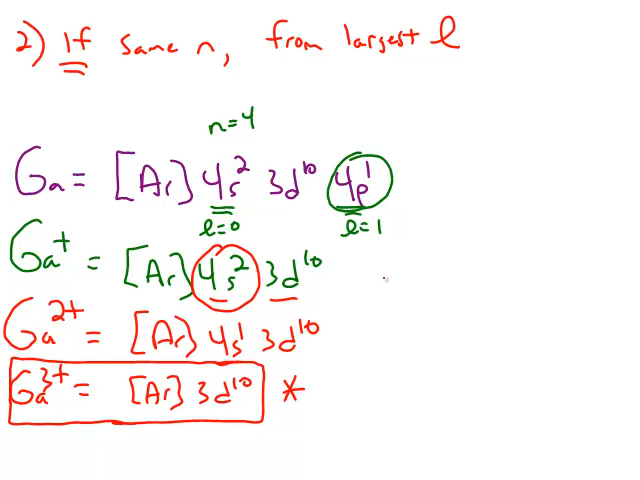 2) If same n, from largest l
n=4
Ga = [Ar] 4s² 3d¹⁰ 4p¹
l=0 l=1
Ga⁺ = [Ar] 4s² 3d¹⁰
Ga²⁺ = [Ar] 4s¹ 3d¹⁰
Ga³⁺ = [Ar] 3d¹⁰ *